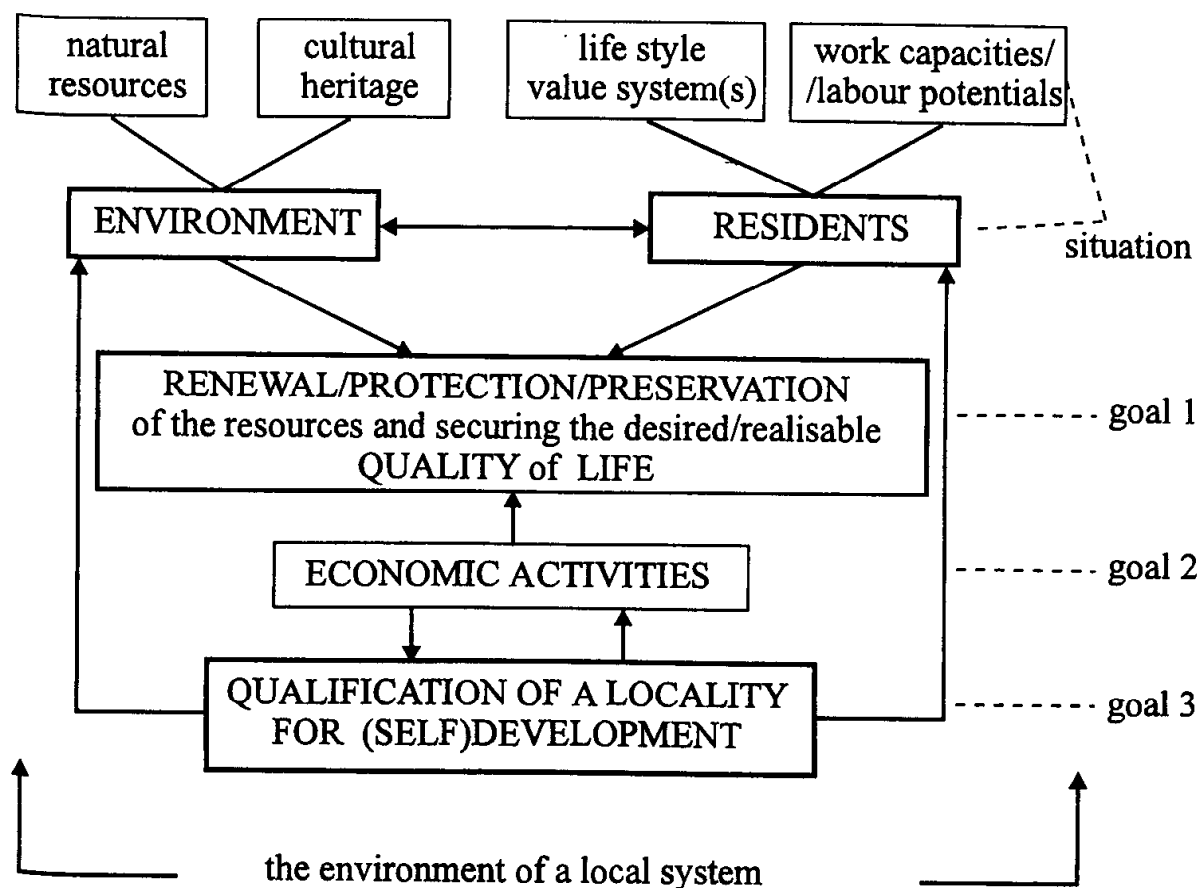 natural
resources
cultural
heritage
life style
value system(s)
work capacities/
/labour potentials
ENVIRONMENT
RESIDENTS
situation
RENEWAL/PROTECTION/PRESERVATION
of the resources and securing the desired/realisable
QUALITY of LIFE
goal 1
ECONOMIC ACTIVITIES
goal 2
QUALIFICATION OF A LOCALITY
FOR (SELF)DEVELOPMENT
goal 3
the environment of a local system